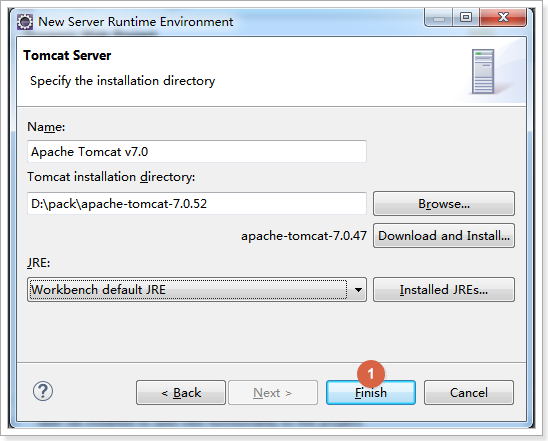 New Server Runtime Environment
Tomcat Server
Specify the installation directory
Name:
Apache Tomcat v7.0
Tomcat installation directory:
D:\pack\apache-tomcat-7.0.52
Browse...
apache-tomcat-7.0.47
Download and Install...
JRE:
Workbench default JRE
Installed JREs...
1
?
< Back
Next >
Finish
Cancel